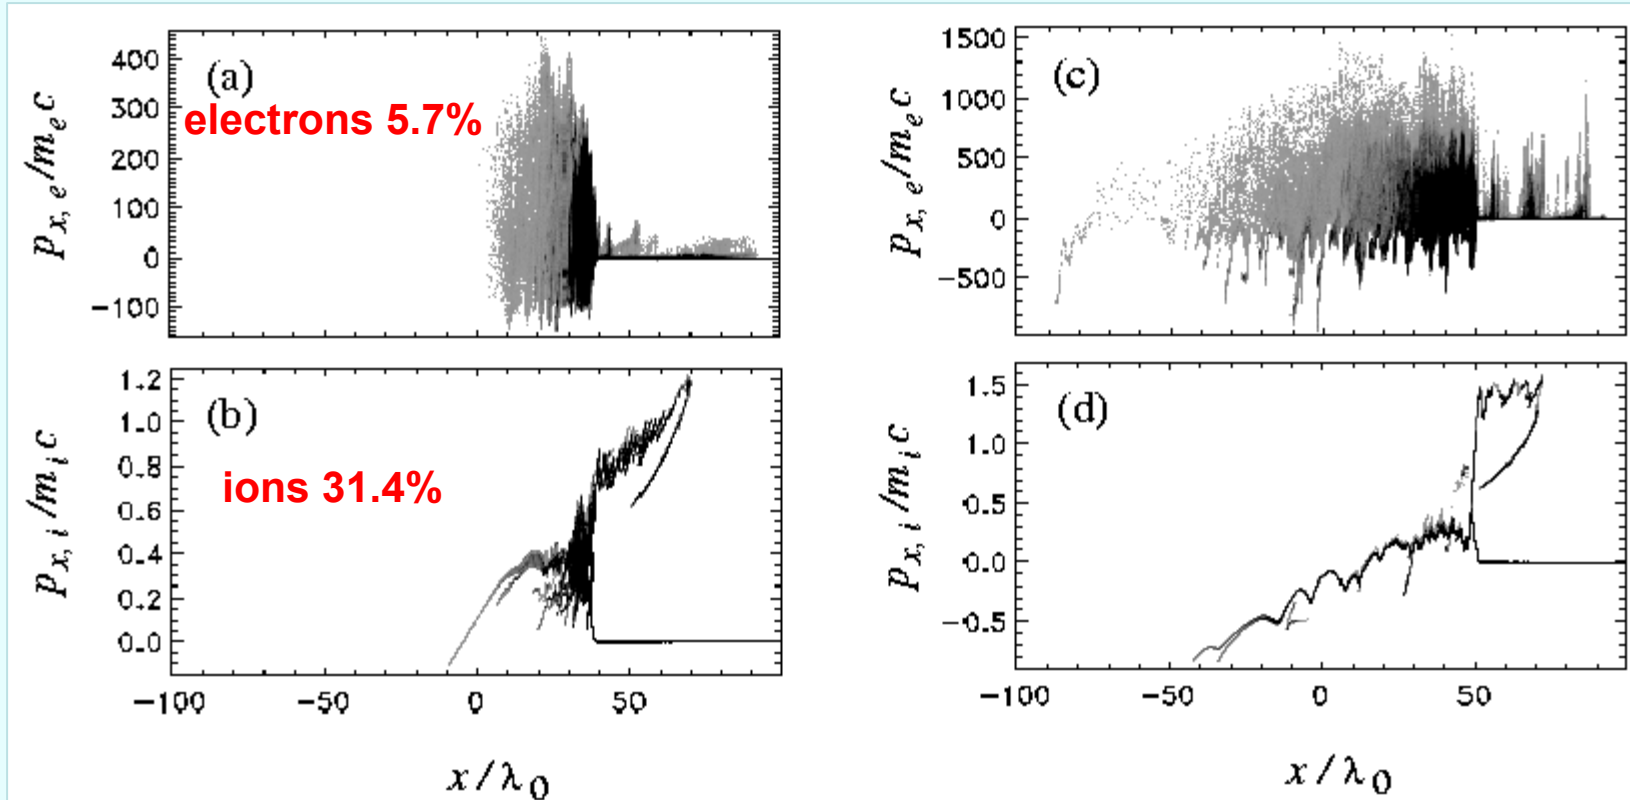 (a)
electrons 5.7%
400
300
200
100
0
−100
p_{x, e}/m_e c
(b)
ions 31.4%
1.2
1.0
0.8
0.6
0.4
0.2
0.0
p_{x, i}/m_i c
−100 −50 0 50
x/λ_0
(c)
1500
1000
500
0
−500
p_{x, e}/m_e c
(d)
1.5
1.0
0.5
0.0
−0.5
p_{x, i}/m_i c
−100 −50 0 50
x/λ_0